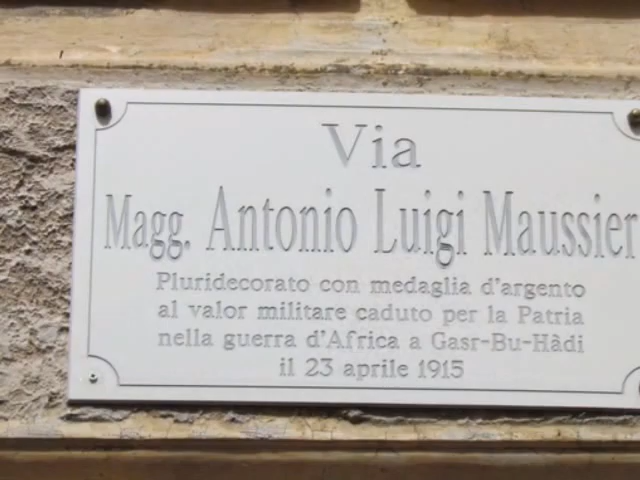 Via
Magg. Antonio Luigi Maussier
Pluridecorato con medaglia d'argento
al valor militare caduto per la Patria
nella guerra d'Africa a Gasr-Bu-Hàdi
il 23 aprile 1915